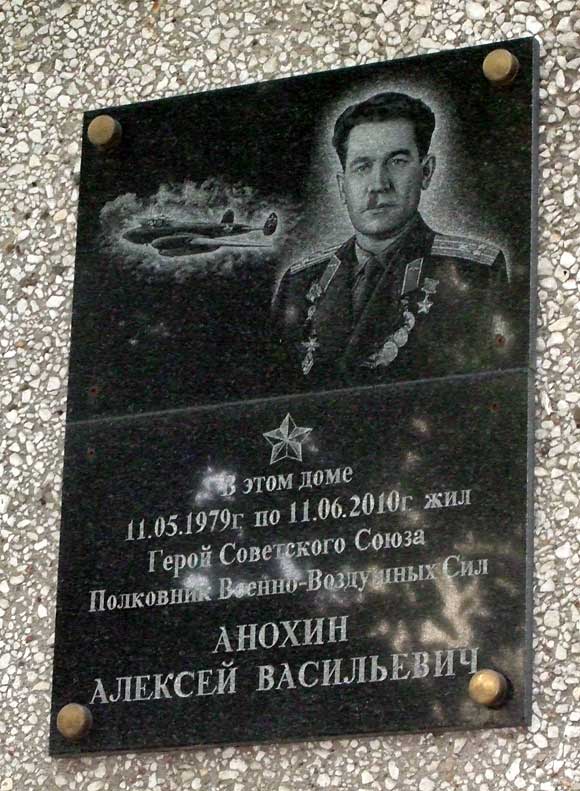 В этом доме
11.05.1979г. по 11.06.2010г. жил
Герой Советского Союза
Полковник Военно-Воздушных Сил
АНОХИН
АЛЕКСЕЙ ВАСИЛЬЕВИЧ